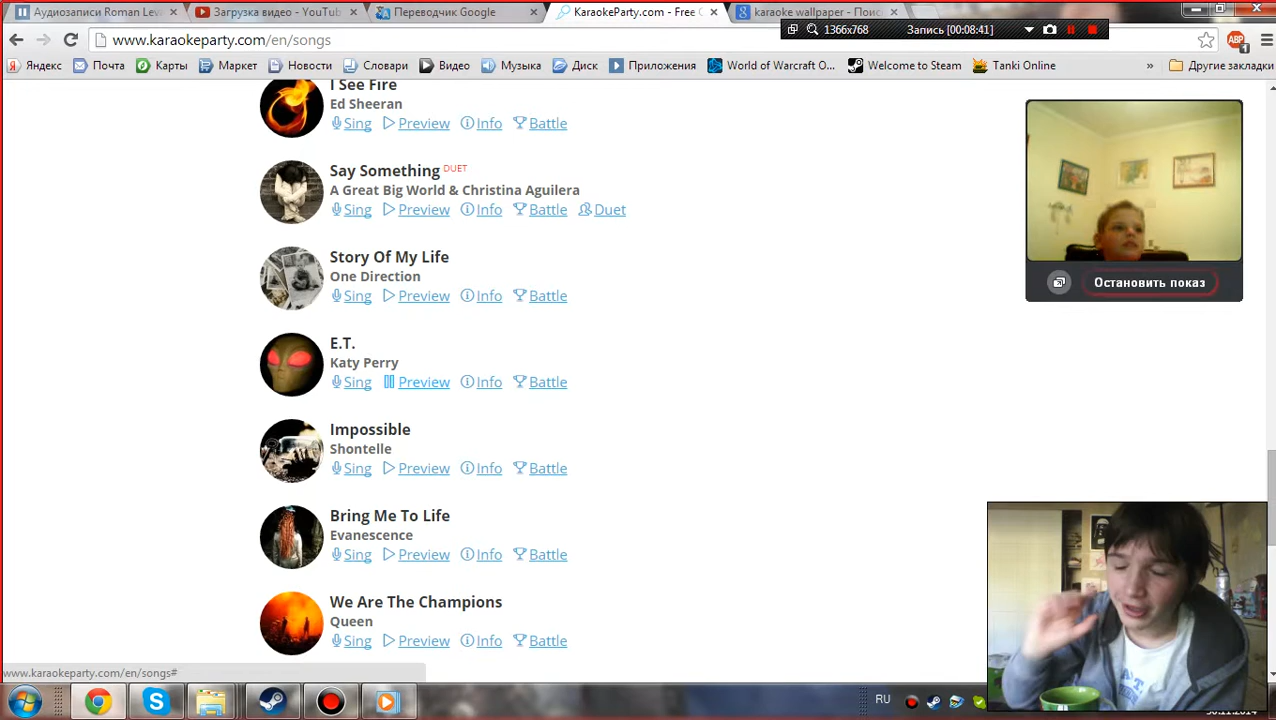 Аудиозаписи Roman Lev
Загрузка видео - YouTub
Переводчик Google
KaraokeParty.com - Free
karaoke wallpaper - Поис
1366x768
Запись [00:08:41]
www.karaokeparty.com/en/songs
ABP
1
Яндекс
Почта
Карты
Маркет
Новости
Словари
Видео
Музыка
Диск
Приложения
World of Warcraft O...
Welcome to Steam
Tanki Online
»
Другие закладки
I See Fire
Ed Sheeran
Sing Preview Info Battle
Say Something DUET
A Great Big World & Christina Aguilera
Sing Preview Info Battle Duet
Story Of My Life
One Direction
Sing Preview Info Battle
E.T.
Katy Perry
Sing Preview Info Battle
Impossible
Shontelle
Sing Preview Info Battle
Bring Me To Life
Evanescence
Sing Preview Info Battle
We Are The Champions
Queen
Sing Preview Info Battle
Остановить показ
www.karaokeparty.com/en/songs#
RU
30.11.2014